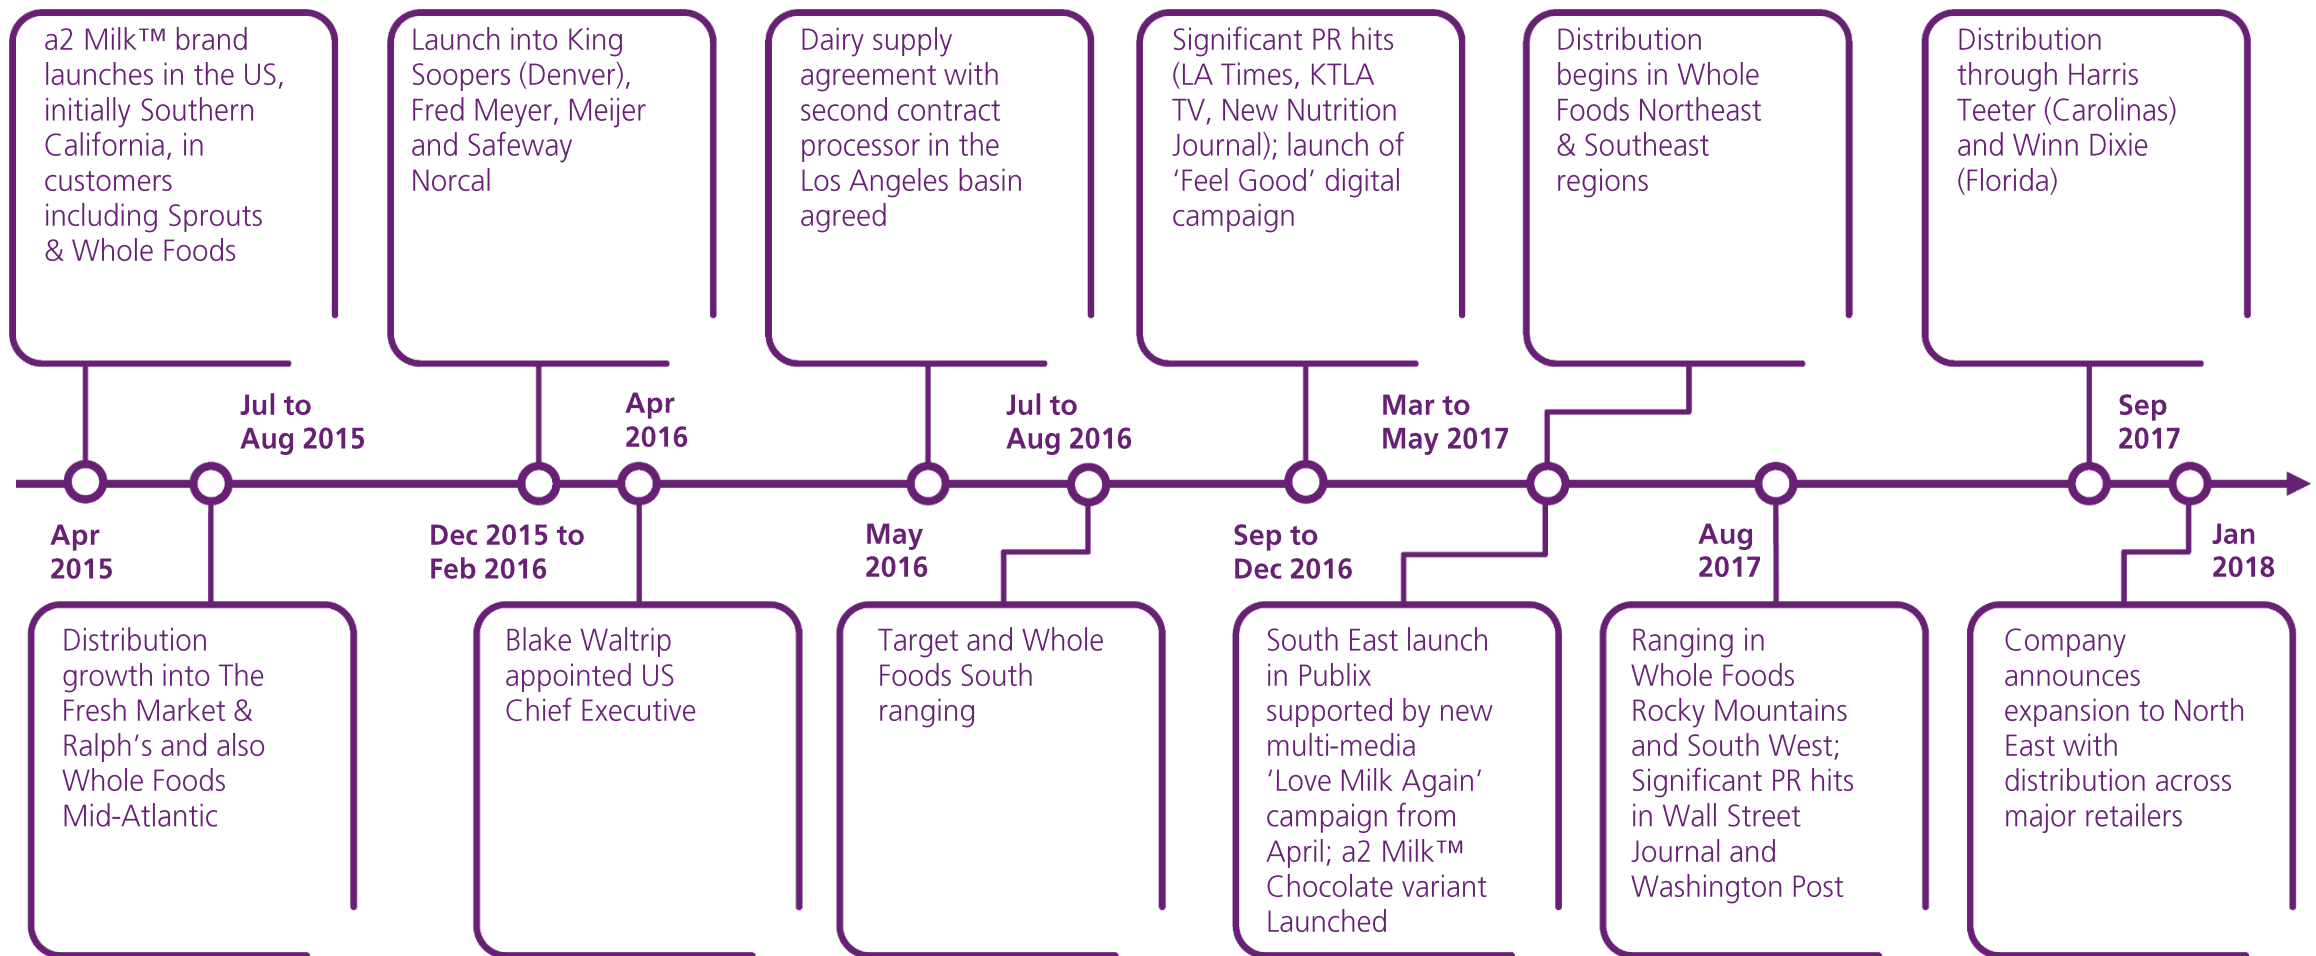 a2 Milk™ brand
launches in the US,
initially Southern
California, in
customers
including Sprouts
& Whole Foods
Launch into King
Soopers (Denver),
Fred Meyer, Meijer
and Safeway
Norcal
Dairy supply
agreement with
second contract
processor in the
Los Angeles basin
agreed
Significant PR hits
(LA Times, KTLA
TV, New Nutrition
Journal); launch of
‘Feel Good’ digital
campaign
Distribution
begins in Whole
Foods Northeast
& Southeast
regions
Distribution
through Harris
Teeter (Carolinas)
and Winn Dixie
(Florida)
Jul to
Aug 2015
Apr
2016
Jul to
Aug 2016
Mar to
May 2017
Sep
2017
Apr
2015
Dec 2015 to
Feb 2016
May
2016
Sep to
Dec 2016
Aug
2017
Jan
2018
Distribution
growth into The
Fresh Market &
Ralph’s and also
Whole Foods
Mid-Atlantic
Blake Waltrip
appointed US
Chief Executive
Target and Whole
Foods South
ranging
South East launch
in Publix
supported by new
multi-media
‘Love Milk Again’
campaign from
April; a2 Milk™
Chocolate variant
Launched
Ranging in
Whole Foods
Rocky Mountains
and South West;
Significant PR hits
in Wall Street
Journal and
Washington Post
Company
announces
expansion to North
East with
distribution across
major retailers